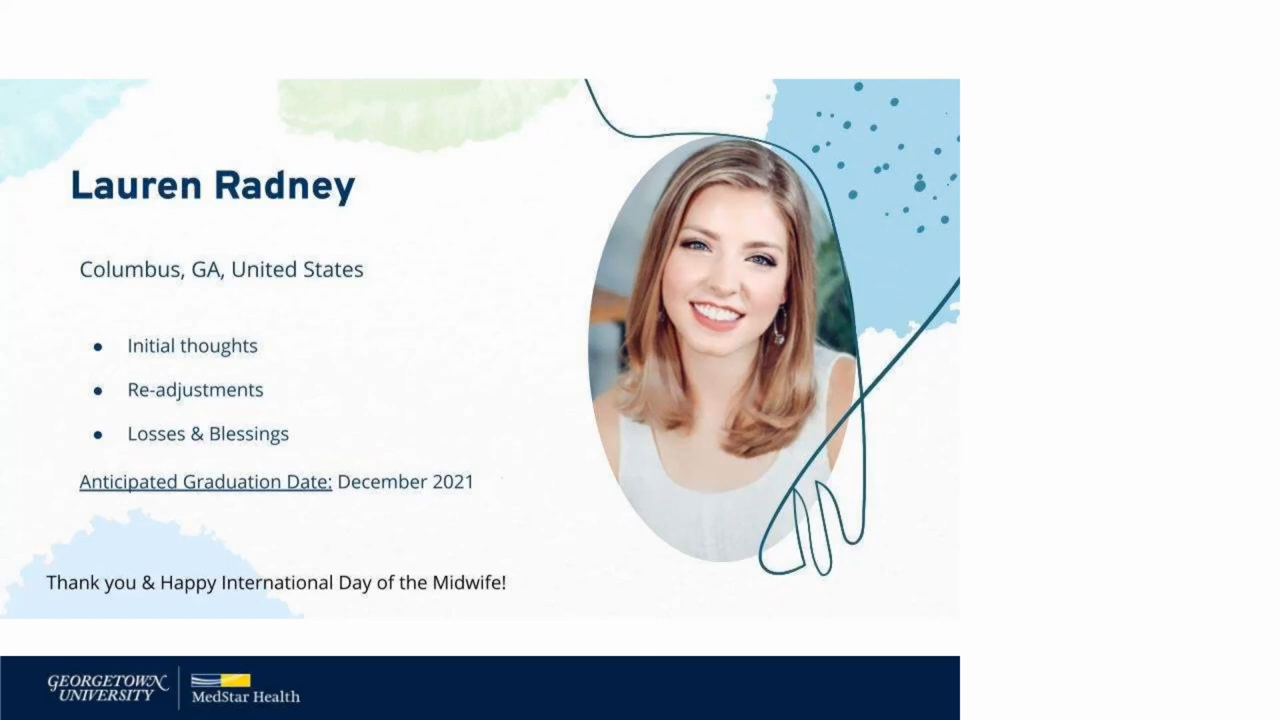 Lauren Radney
Columbus, GA, United States
● Initial thoughts
● Re-adjustments
● Losses & Blessings
Anticipated Graduation Date: December 2021
Thank you & Happy International Day of the Midwife!
GEORGETOWN
UNIVERSITY
MedStar Health